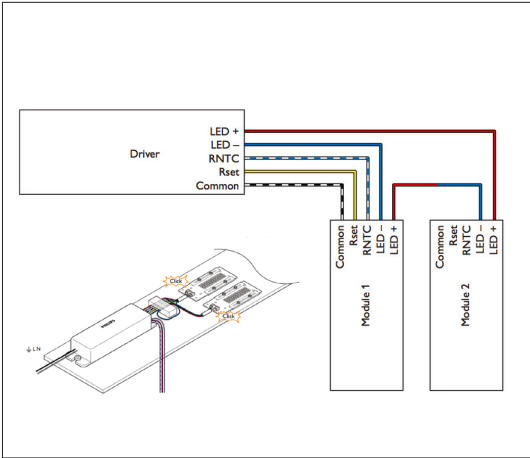 LED +
LED –
Driver
RNTC
Rset
Common
Common
Rset
RNTC
LED –
LED +
Module 1
Common
Rset
RNTC
LED –
LED +
Module 2
Click
Click
PHILIPS
L N